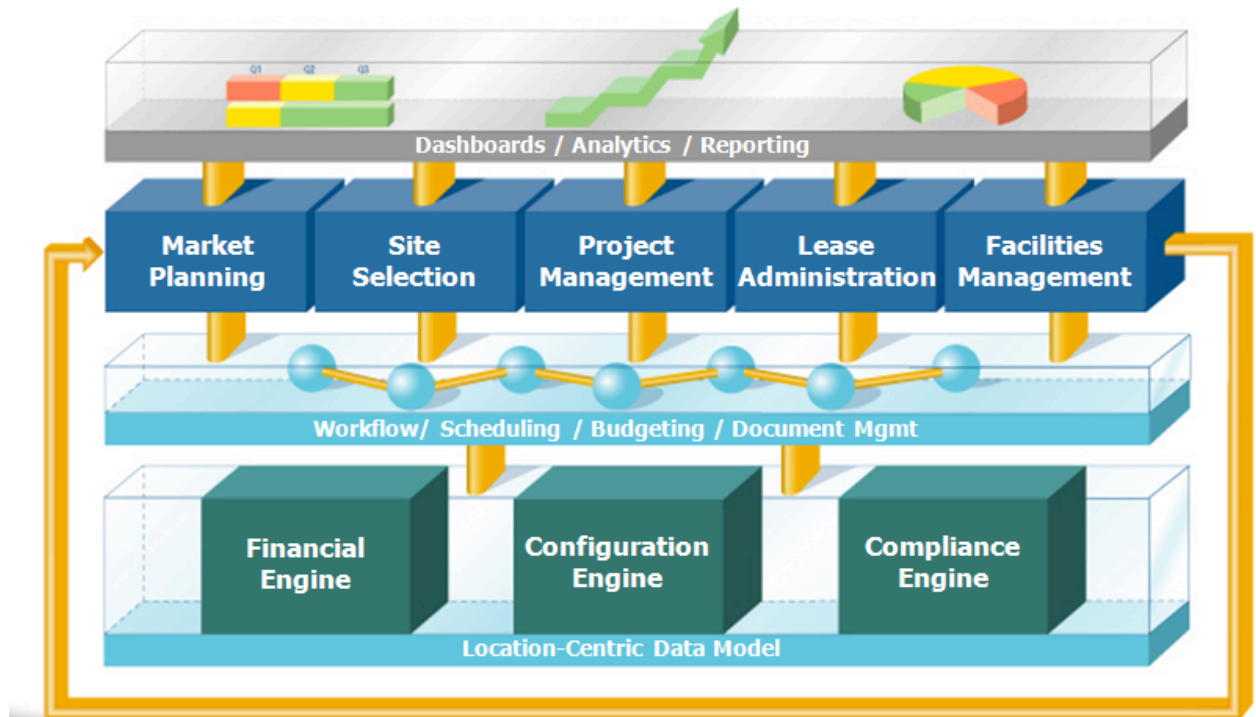 Q1 Q2 Q3
Dashboards / Analytics / Reporting
Market
Planning
Site
Selection
Project
Management
Lease
Administration
Facilities
Management
Workflow/ Scheduling / Budgeting / Document Mgmt
Financial
Engine
Configuration
Engine
Compliance
Engine
Location-Centric Data Model